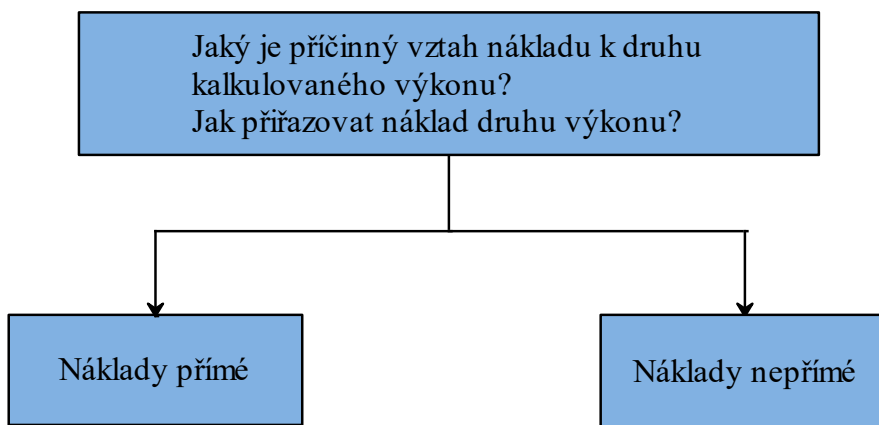 Jaký je příčinný vztah nákladu k druhu
kalkulovaného výkonu?
Jak přiřazovat náklad druhu výkonu?
Náklady přímé
Náklady nepřímé